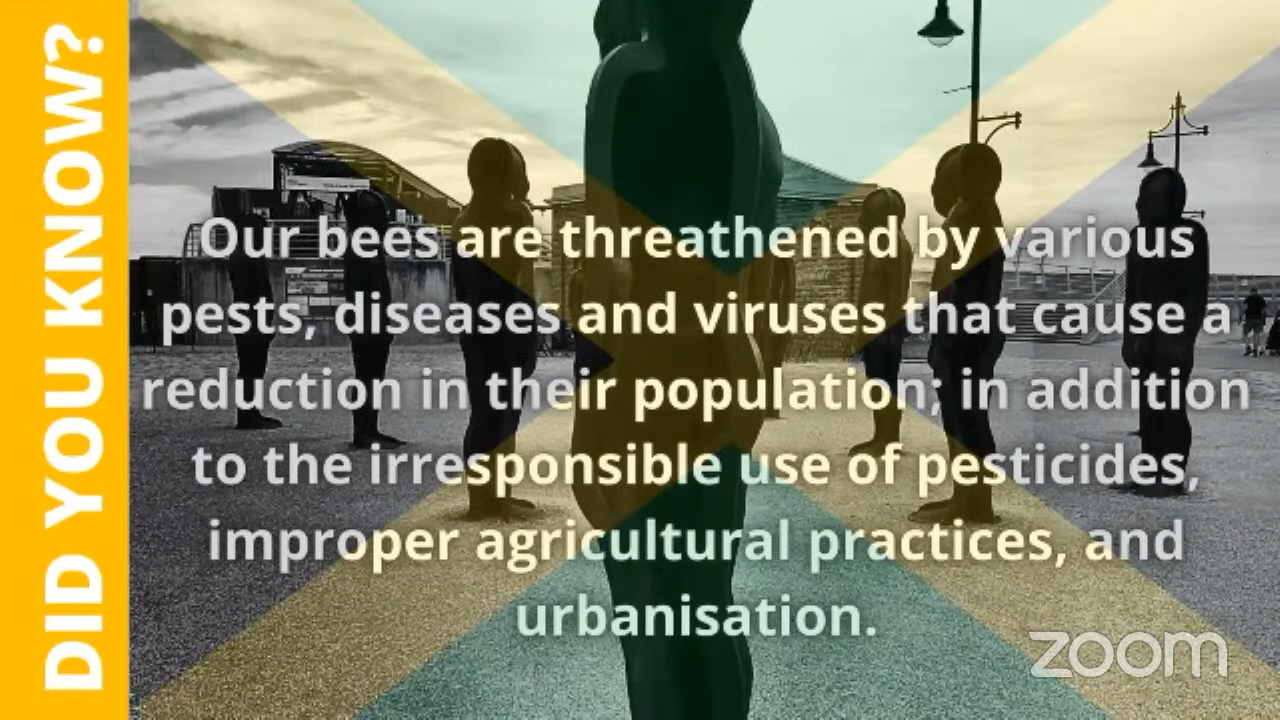 DID YOU KNOW?
Our bees are threathened by various
pests, diseases and viruses that cause a
reduction in their population; in addition
to the irresponsible use of pesticides,
improper agricultural practices, and
urbanisation.
zoom